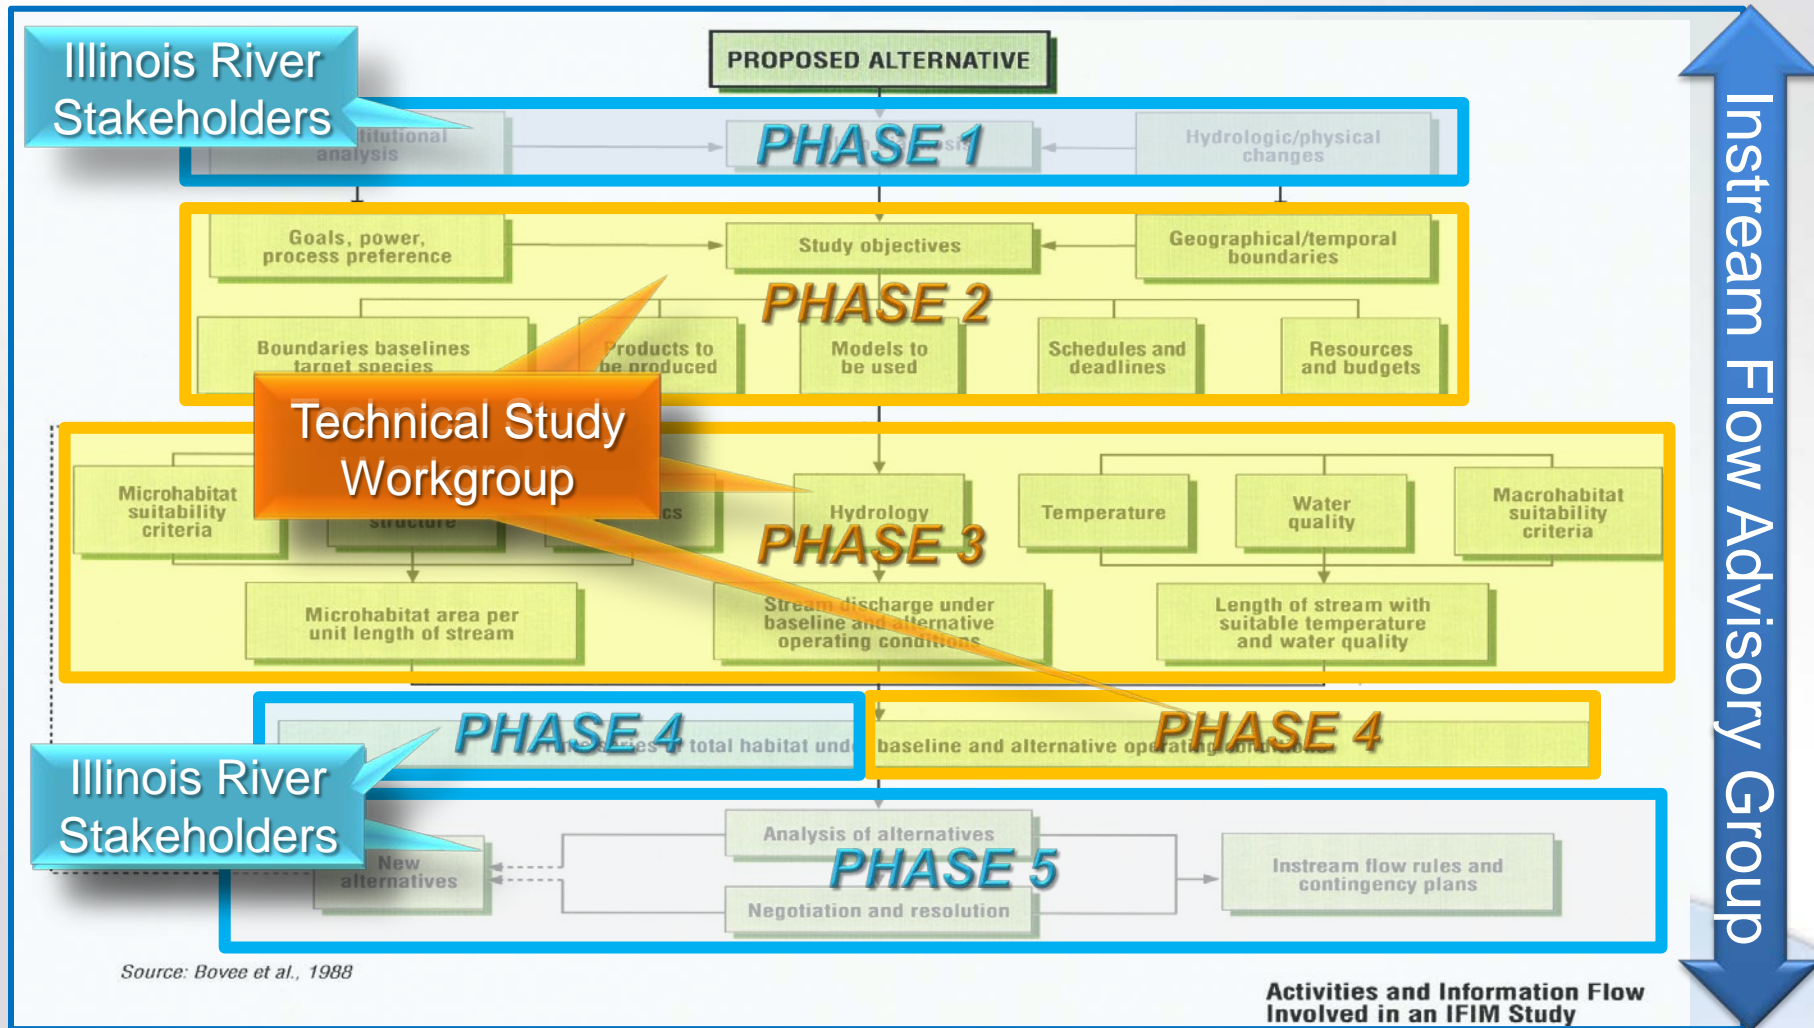 Illinois River
Stakeholders
PROPOSED ALTERNATIVE
analysis
PHASE 1
Hydrologic/physical
changes
Goals, power,
process preference
Study objectives
Geographical/temporal
boundaries
PHASE 2
Boundaries baselines
target species
Products to
be produced
Models to
be used
Schedules and
deadlines
Resources
and budgets
Technical Study
Workgroup
Microhabitat
suitability
criteria
structure
Hydrology
Temperature
Water
quality
Macrohabitat
suitability
criteria
PHASE 3
Microhabitat area per
unit length of stream
Stream discharge under
baseline and alternative
operating conditions
Length of stream with
suitable temperature
and water quality
PHASE 4
PHASE 4
total habitat under baseline and alternative operating conditions
Illinois River
Stakeholders
Analysis of alternatives
New
alternatives
PHASE 5
Instream flow rules and
contingency plans
Negotiation and resolution
Source: Bovee et al., 1988
Activities and Information Flow
Involved in an IFIM Study
Instream Flow Advisory Group